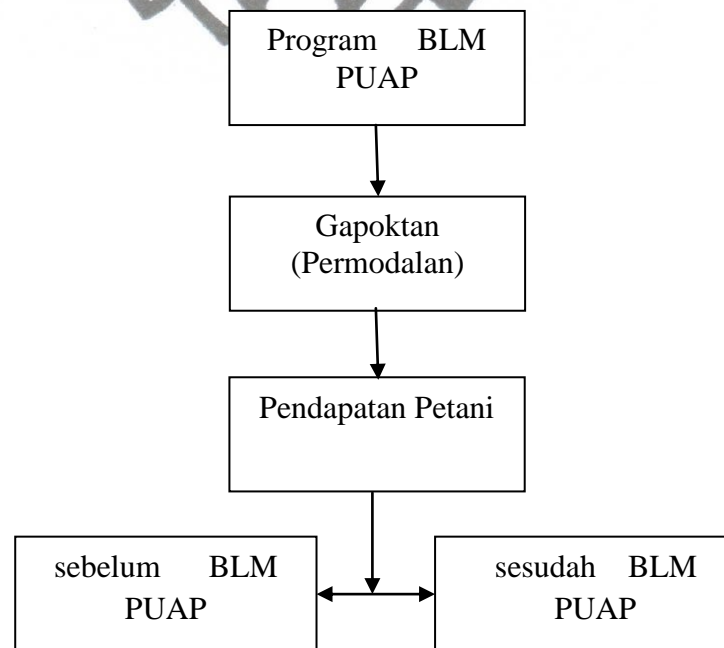 Program BLM
PUAP
Gapoktan
(Permodalan)
Pendapatan Petani
sebelum BLM
PUAP
sesudah BLM
PUAP